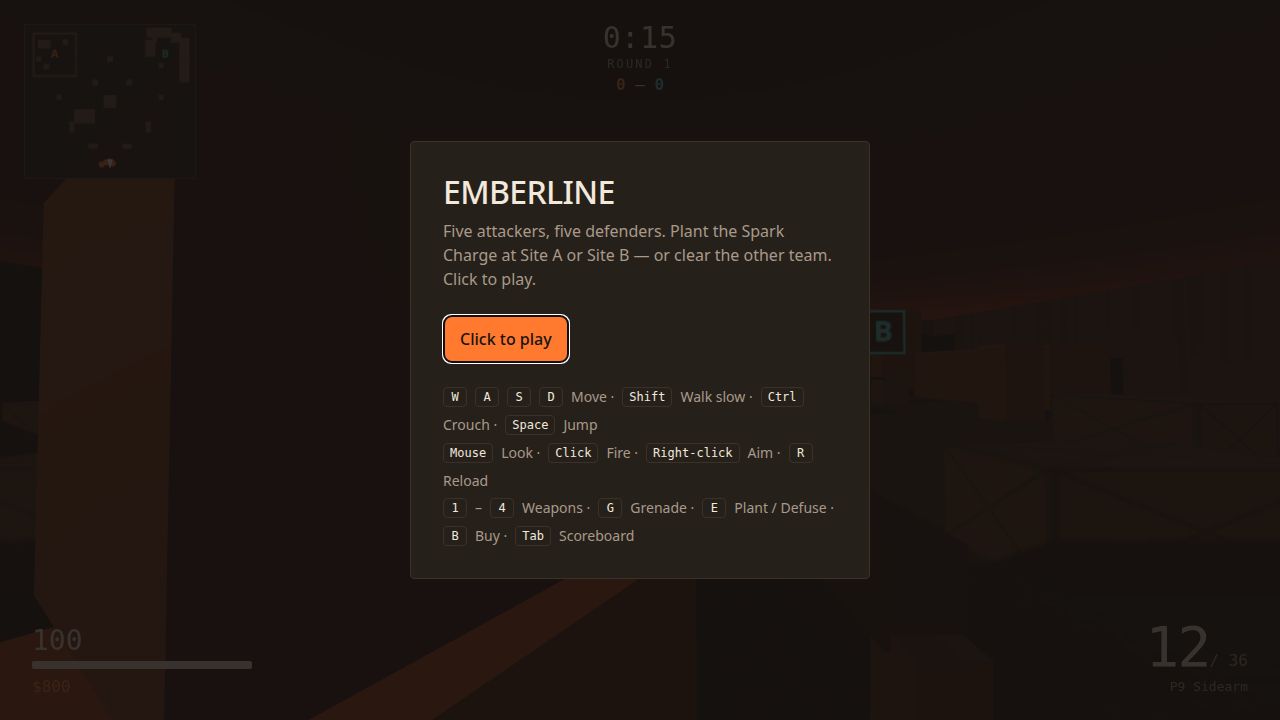 A
B
0:15
ROUND 1
0 — 0
EMBERLINE
Five attackers, five defenders. Plant the Spark
Charge at Site A or Site B — or clear the other team.
Click to play.
Click to play
B
W A S D Move · Shift Walk slow · Ctrl
Crouch · Space Jump
Mouse Look · Click Fire · Right-click Aim · R
Reload
1 – 4 Weapons · G Grenade · E Plant / Defuse ·
B Buy · Tab Scoreboard
100
$800
12 / 36
P9 Sidearm